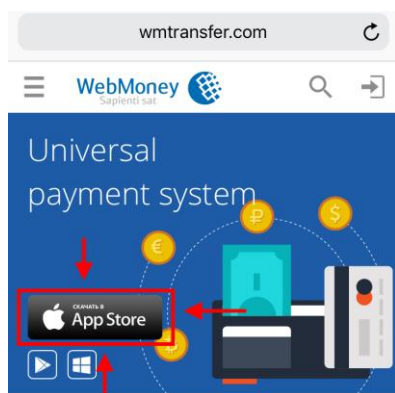 wmtransfer.com
WebMoney
Sapienti sat
Universal
payment system
₽
$
€
₽
СКАЧАТЬ В
App Store